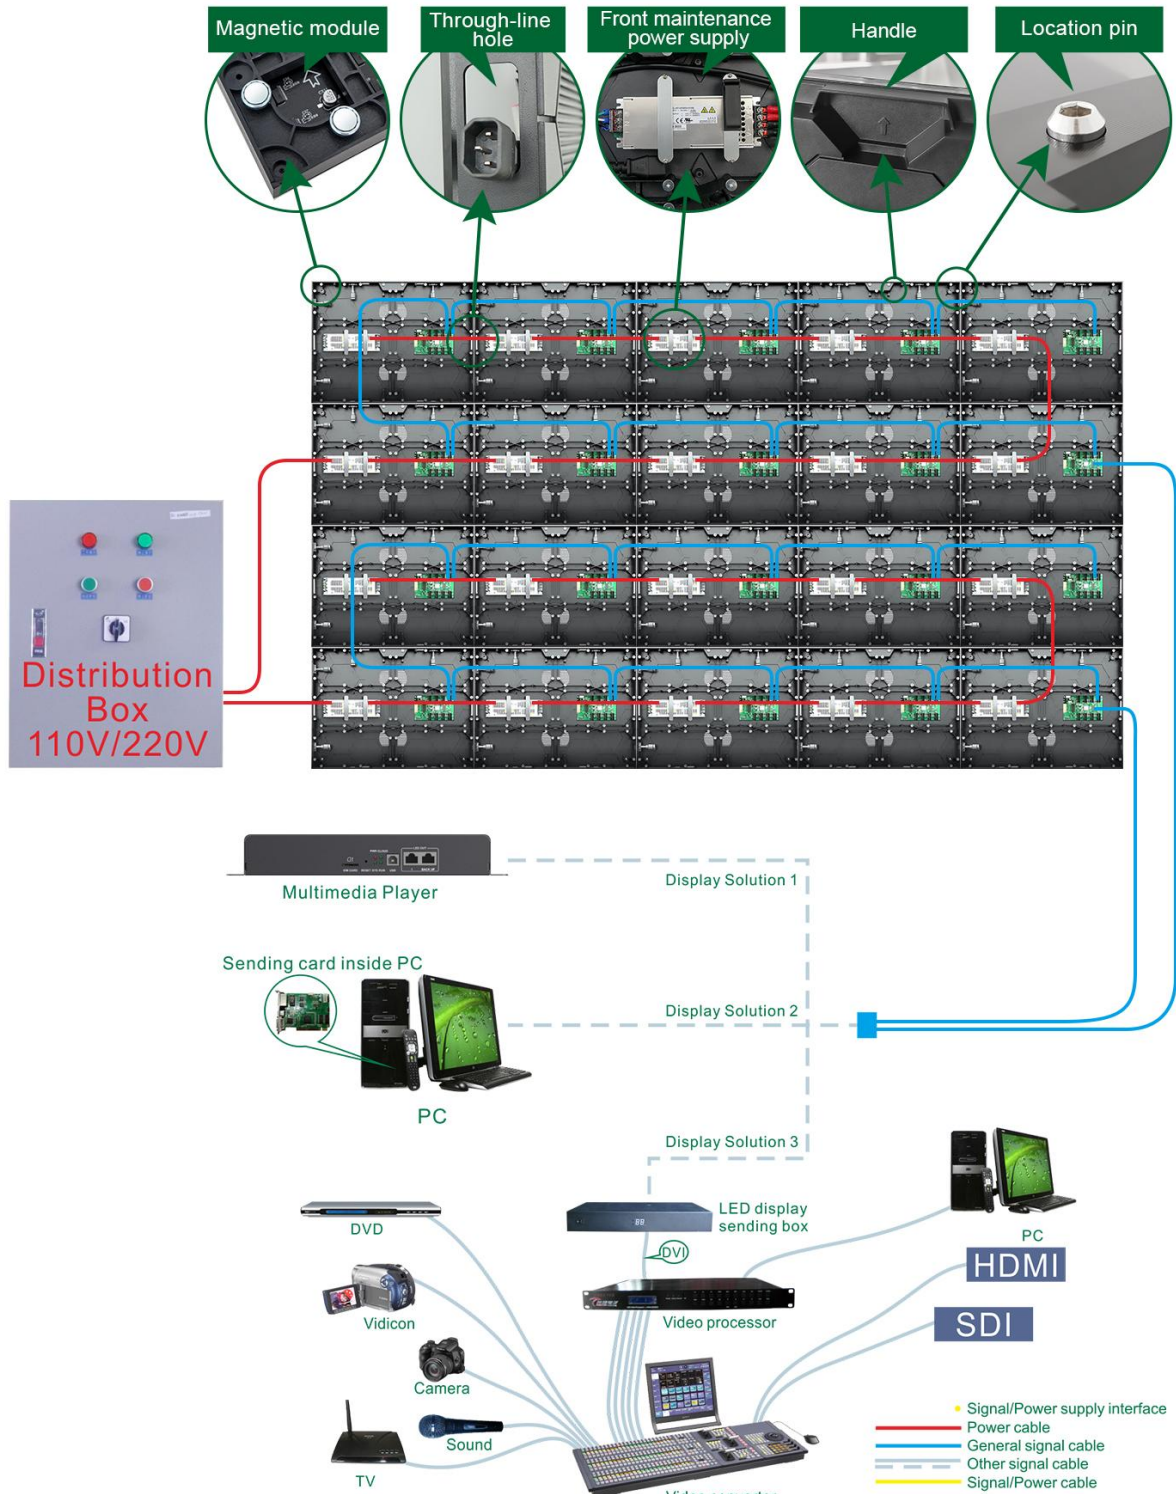 Magnetic module
Through-line
hole
Front maintenance
power supply
Handle
Location pin
Distribution
Box
110V/220V
Multimedia Player
Display Solution 1
Sending card inside PC
Display Solution 2
PC
Display Solution 3
DVD
LED display
sending box
PC
DVI
HDMI
Vidicon
Video processor
SDI
Camera
Sound
TV
Signal/Power supply interface
Power cable
General signal cable
Other signal cable
Signal/Power cable